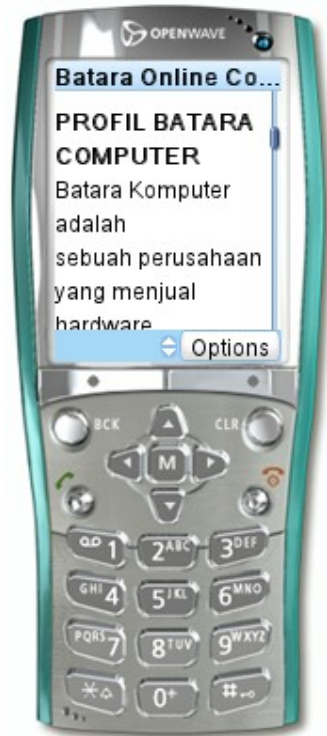 OPENWAVE
Batara Online Co...
PROFIL BATARA
COMPUTER
Batara Komputer
adalah
sebuah perusahaan
yang menjual
hardware
Options
BCK
CLR
M
1
2ABC
3DEF
GHI4
5JKL
6MNO
PQRS7
8TUV
9WXYZ
*
0+
#